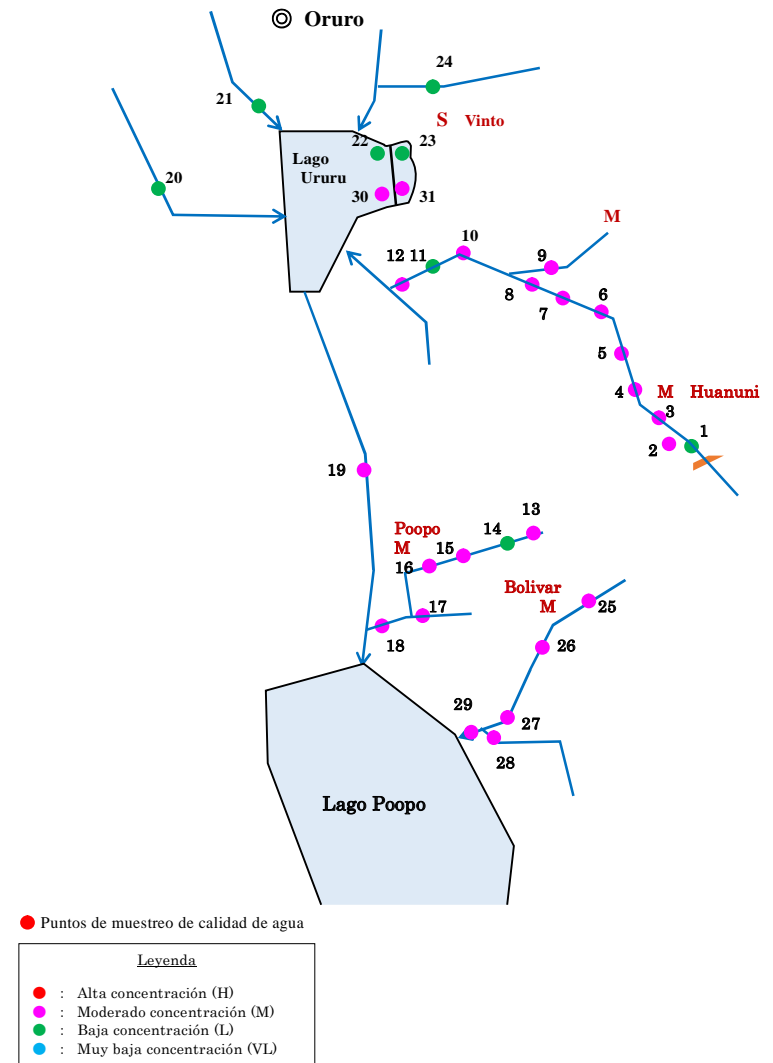 Oruro
24
21
S Vinto
22
23
Lago
Ururu
20
30
31
M
10
12 11
9
8
7
6
5
4
M Huanuni
3
1
2
19
13
Poopo
M
14
15
16
Bolivar
M
25
17
18
26
29
27
28
Lago Poopo
Puntos de muestreo de calidad de agua
Leyenda
: Alta concentración (H)
: Moderado concentración (M)
: Baja concentración (L)
: Muy baja concentración (VL)